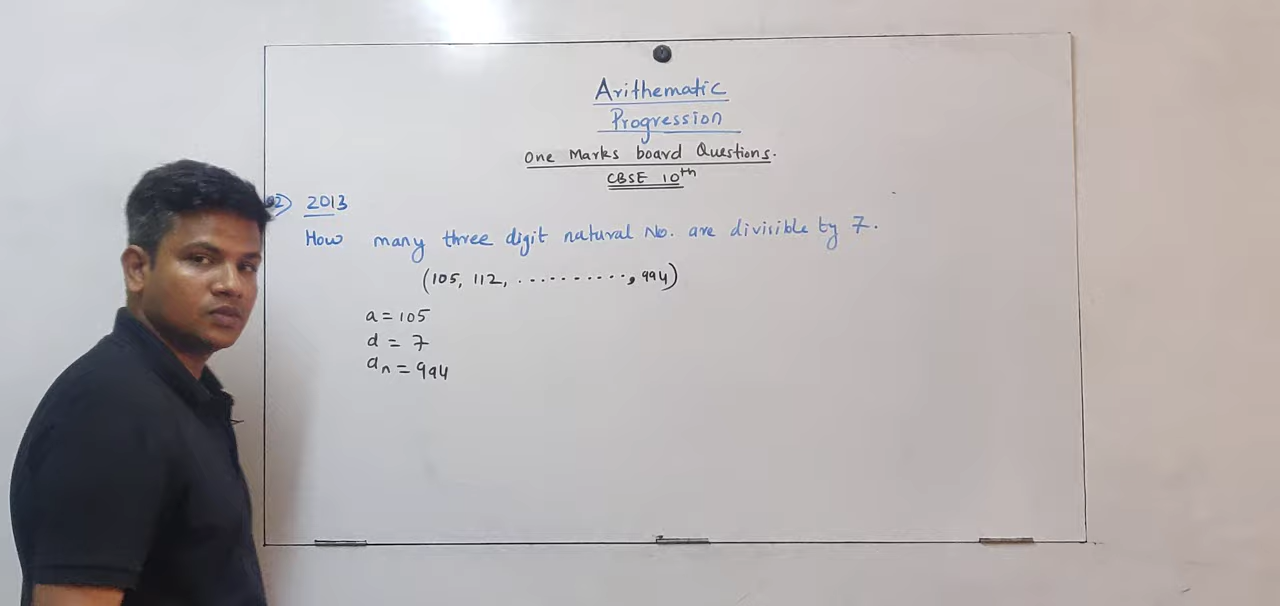 Arithematic
Progression
One Marks board Questions.
CBSE 10th
02) 2013
How many three digit natural No. are divisible by 7.
(105, 112, ..........., 994)
a = 105
d = 7
an = 994